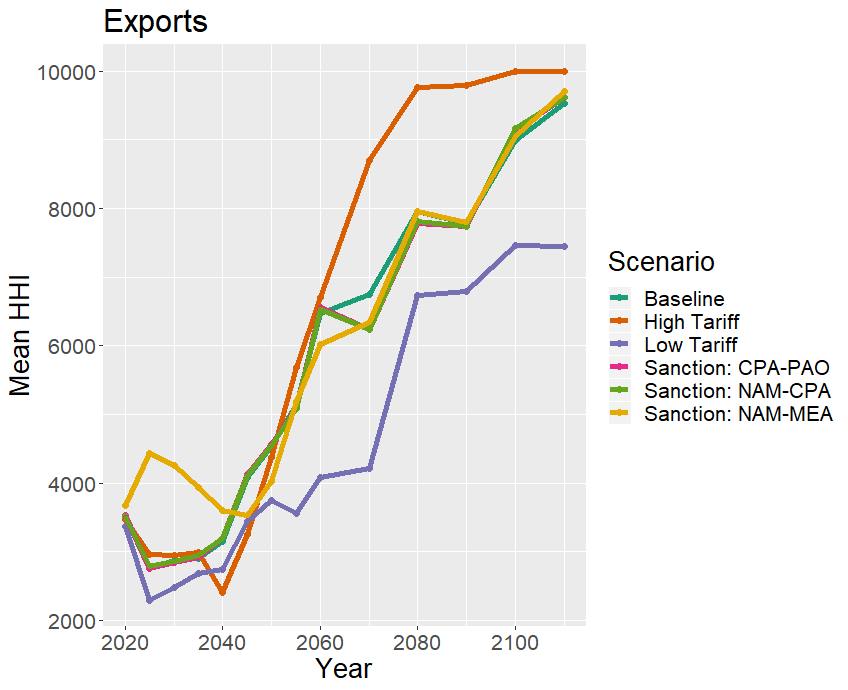 Exports
10000
8000
6000
4000
2000
Mean HHI
2020 2040 2060 2080 2100
Year
Scenario
Baseline
High Tariff
Low Tariff
Sanction: CPA-PAO
Sanction: NAM-CPA
Sanction: NAM-MEA